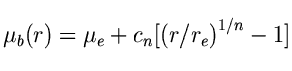 μ_b(r) = μ_e + c_n[(r/r_e)^{1/n} − 1]